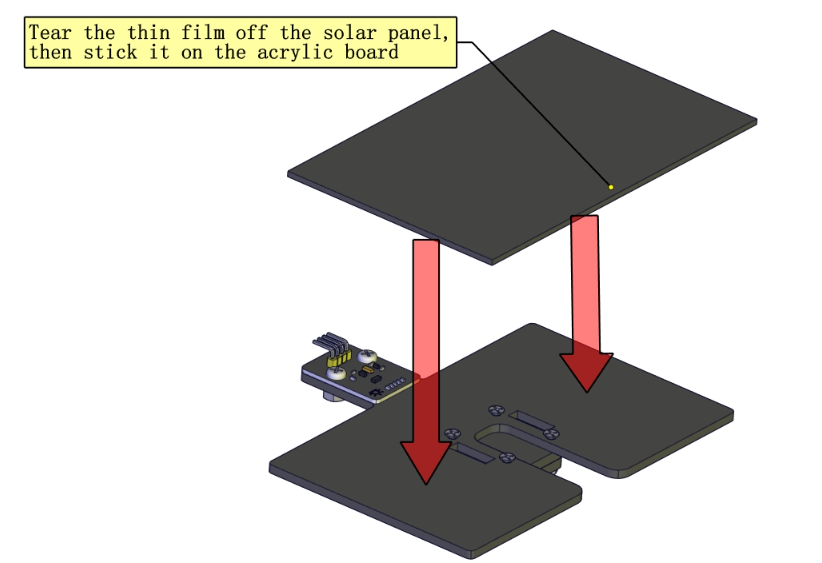 Tear the thin film off the solar panel,
then stick it on the acrylic board